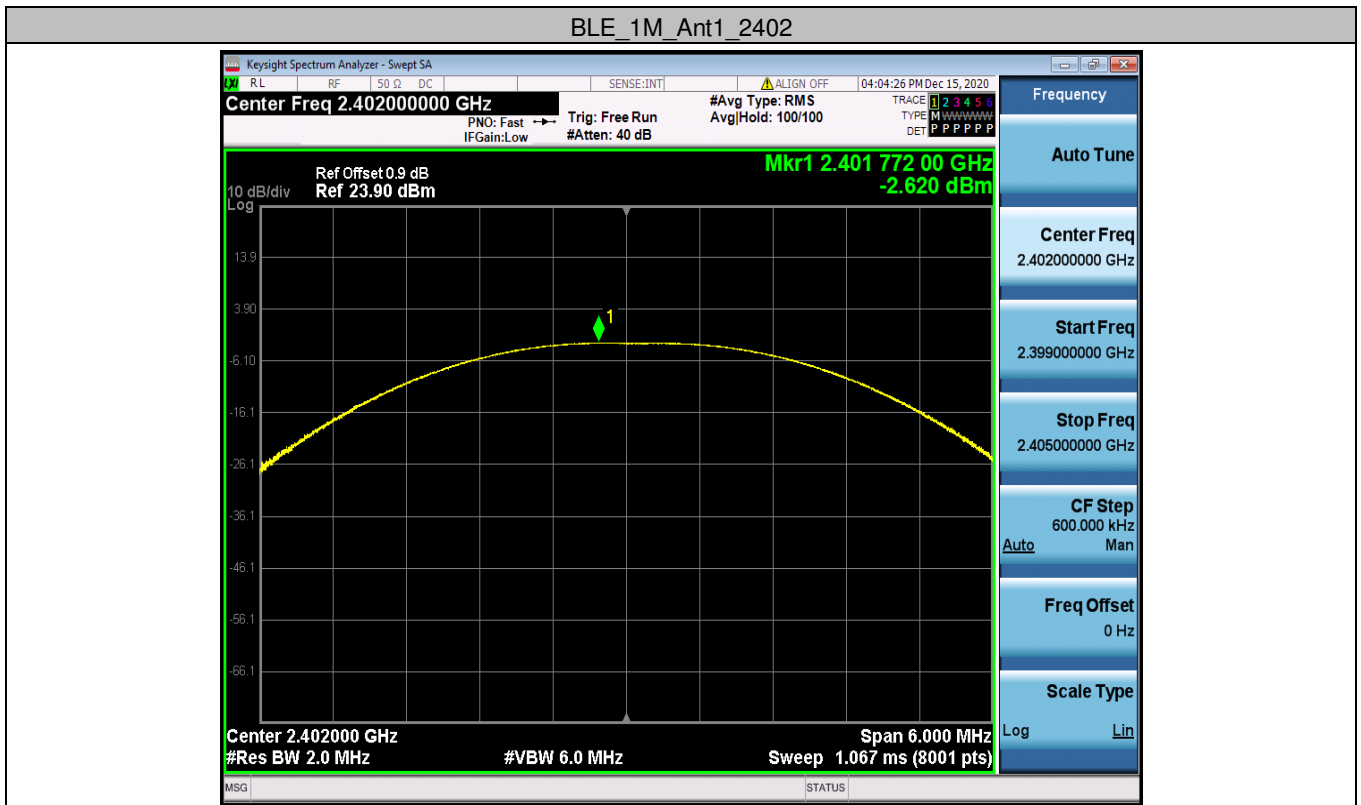 BLE_1M_Ant1_2402
Keysight Spectrum Analyzer - Swept SA
LXI RL RF 50 Ω DC SENSE:INT ALIGN OFF 04:04:26 PM Dec 15, 2020
Center Freq 2.402000000 GHz
PNO: Fast
IFGain:Low
Trig: Free Run
#Atten: 40 dB
#Avg Type: RMS
Avg|Hold: 100/100
TRACE 1 2 3 4 5 6
TYPE M WWWWW
DET P P P P P P
Mkr1 2.401 772 00 GHz
-2.620 dBm
Ref Offset 0.9 dB
10 dB/div Ref 23.90 dBm
Log
13.9
3.90
-6.10
-16.1
-26.1
-36.1
-46.1
-56.1
-66.1
1
Center 2.402000 GHz Span 6.000 MHz
#Res BW 2.0 MHz #VBW 6.0 MHz Sweep 1.067 ms (8001 pts)
MSG STATUS
Frequency
Auto Tune
Center Freq
2.402000000 GHz
Start Freq
2.399000000 GHz
Stop Freq
2.405000000 GHz
CF Step
600.000 kHz
Auto Man
Freq Offset
0 Hz
Scale Type
Log Lin